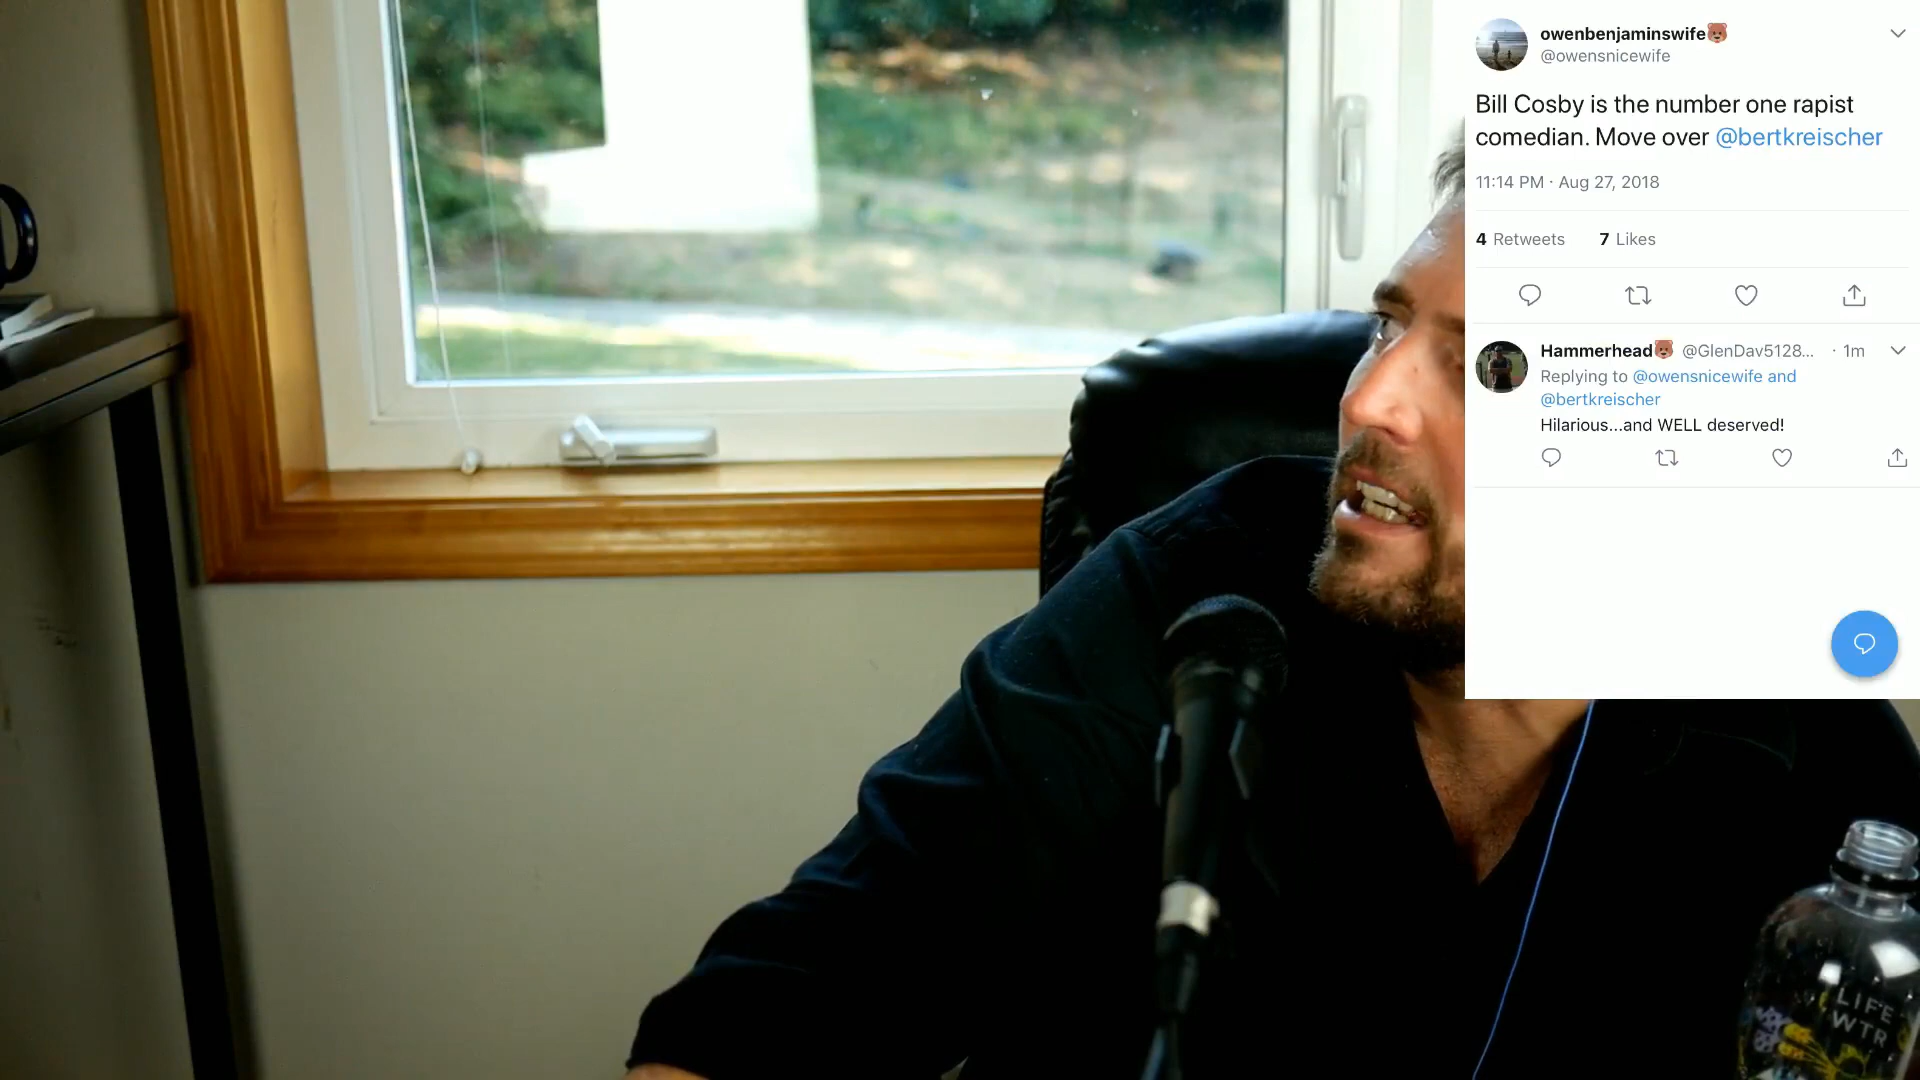 owenbenjaminswife🐻
@owensnicewife
Bill Cosby is the number one rapist
comedian. Move over @bertkreischer
11:14 PM · Aug 27, 2018
4 Retweets 7 Likes
Hammerhead🐻 @GlenDav5128... · 1m
Replying to @owensnicewife and
@bertkreischer
Hilarious...and WELL deserved!
LIFE
WTR